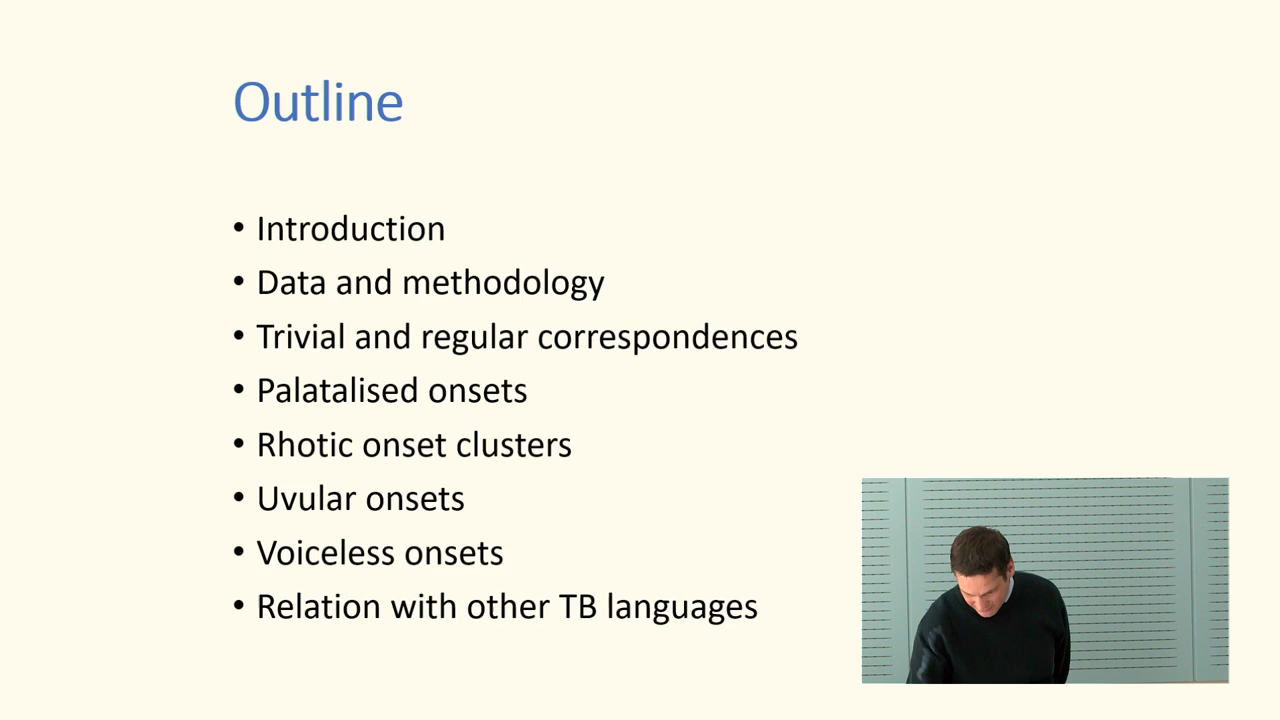 Outline
• Introduction
• Data and methodology
• Trivial and regular correspondences
• Palatalised onsets
• Rhotic onset clusters
• Uvular onsets
• Voiceless onsets
• Relation with other TB languages